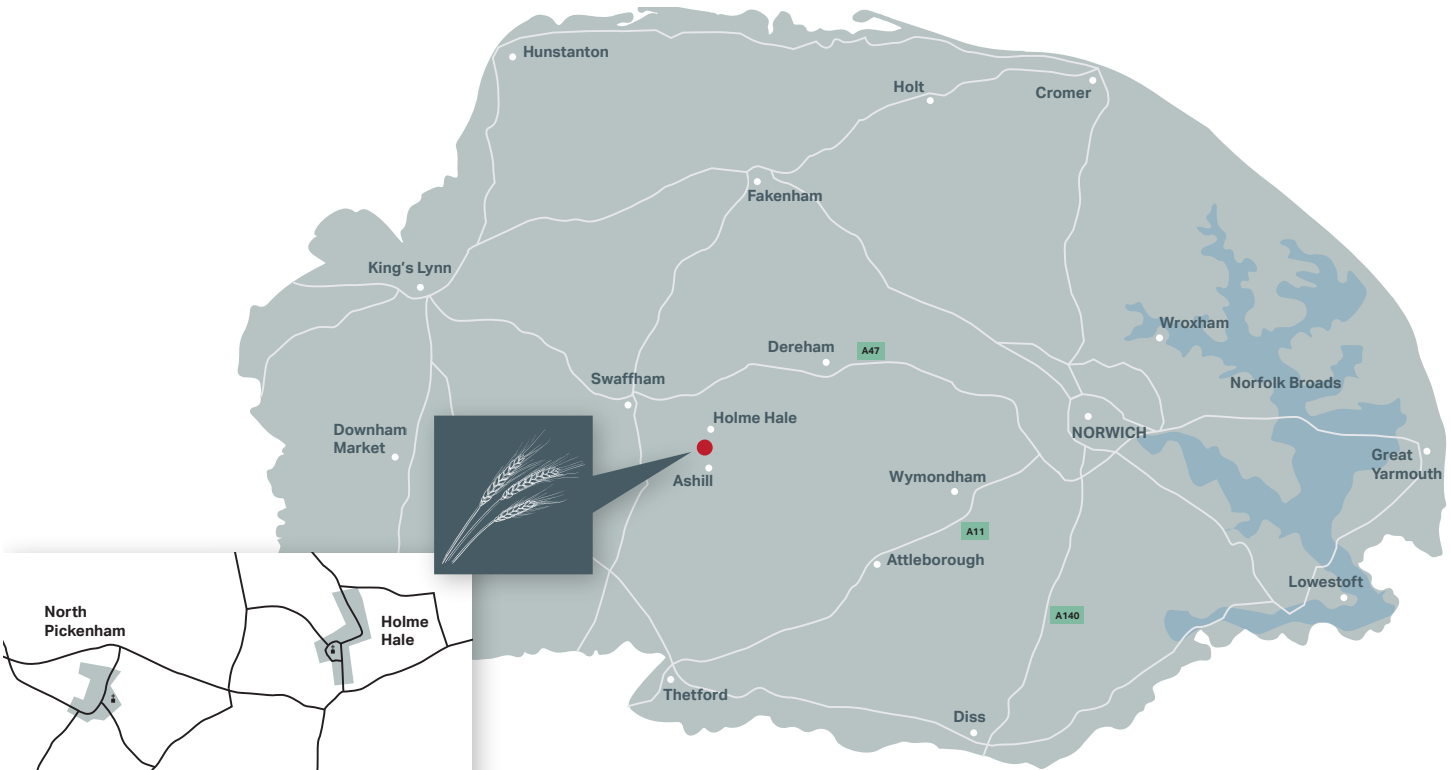 Hunstanton
Holt
Cromer
Fakenham
King's Lynn
Wroxham
Dereham
A47
Swaffham
Norfolk Broads
Holme Hale
Downham
Market
NORWICH
Great
Yarmouth
Ashill
Wymondham
A11
Attleborough
Lowestoft
A140
North
Pickenham
Holme
Hale
Thetford
Diss